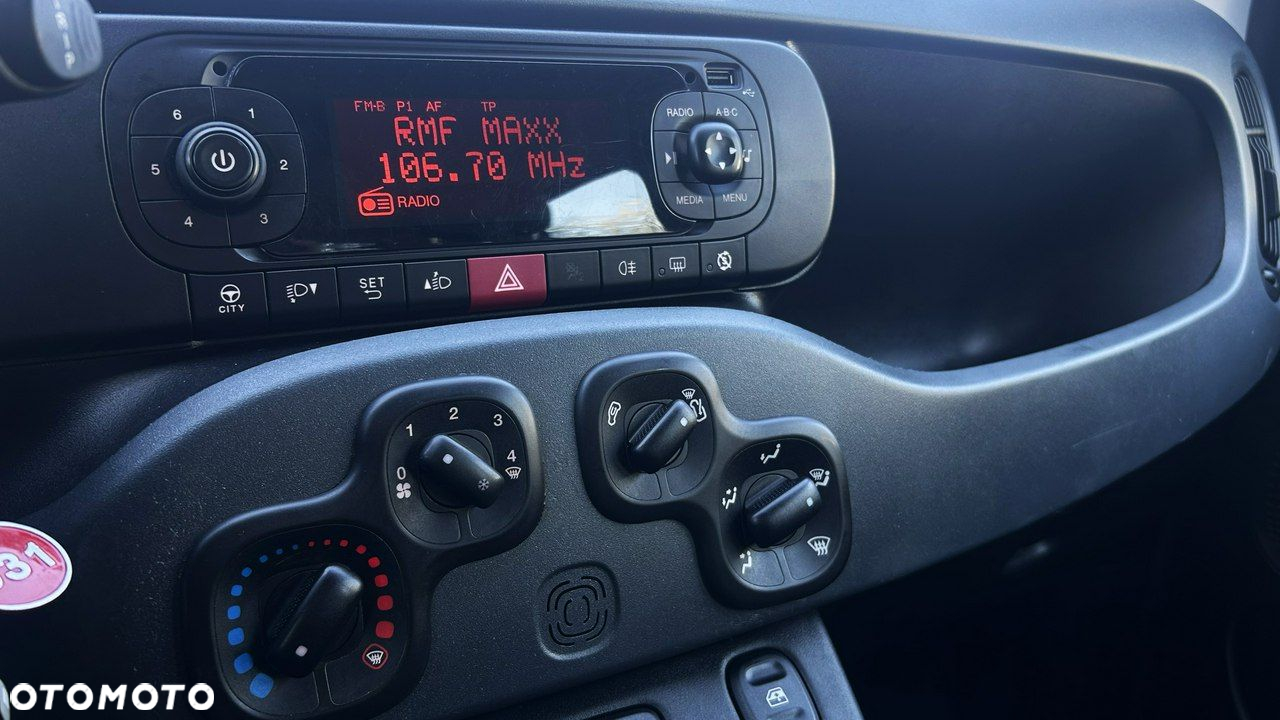 FM-B P1 AF TP
RMF MAXX
106.70 MHz
RADIO
6 1
5 2
4 3
RADIO A·B·C
MEDIA MENU
CITY
SET
0 1 2 3 4
31
OTOMOTO